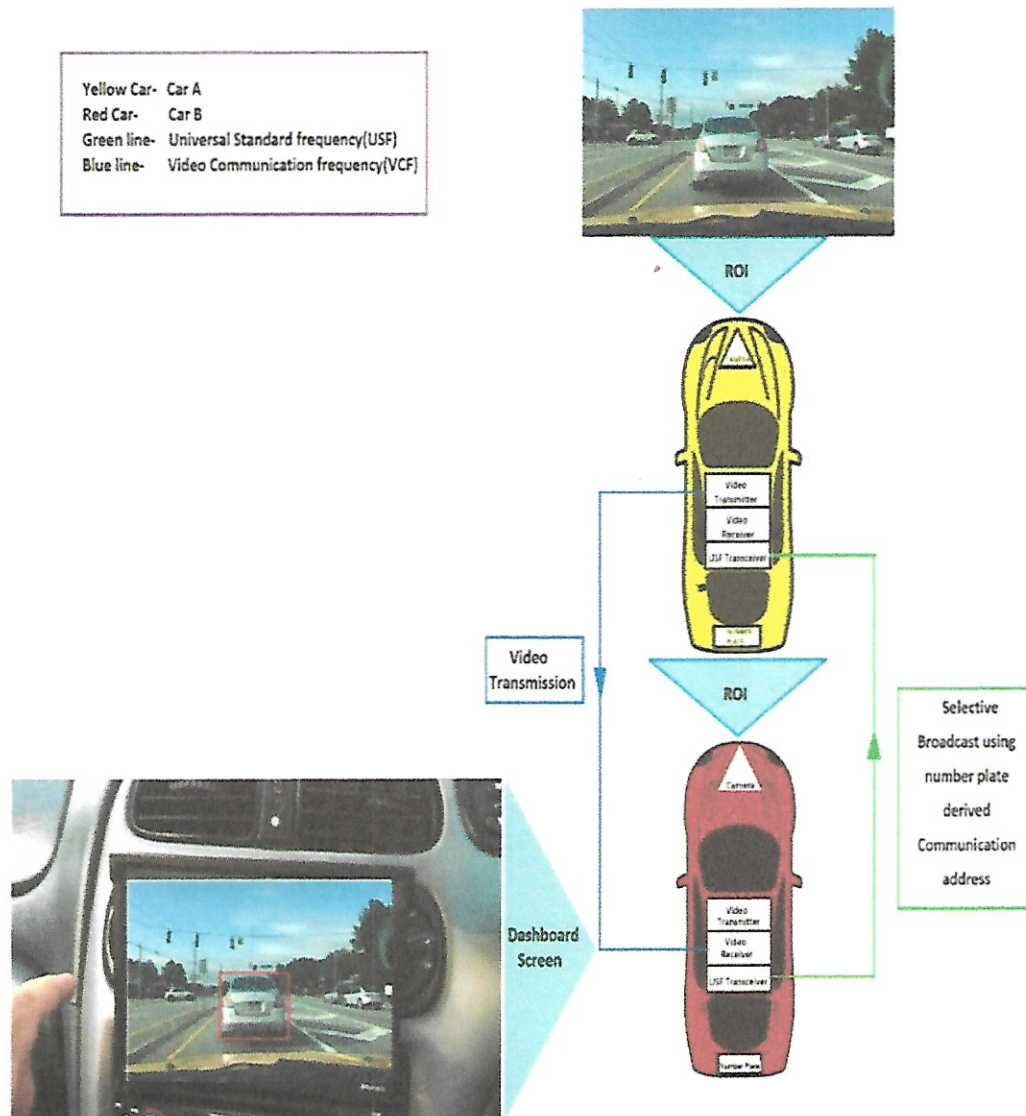 Yellow Car- Car A
Red Car- Car B
Green line- Universal Standard frequency(USF)
Blue line- Video Communication frequency(VCF)
ROI
Video
Transmitter
Video
Receiver
USF Transceiver
Video
Transmission
ROI
Selective
Broadcast using
number plate
derived
Communication
address
Camera
Video
Transmitter
Video
Receiver
USF Transceiver
Number Plate
Dashboard
Screen